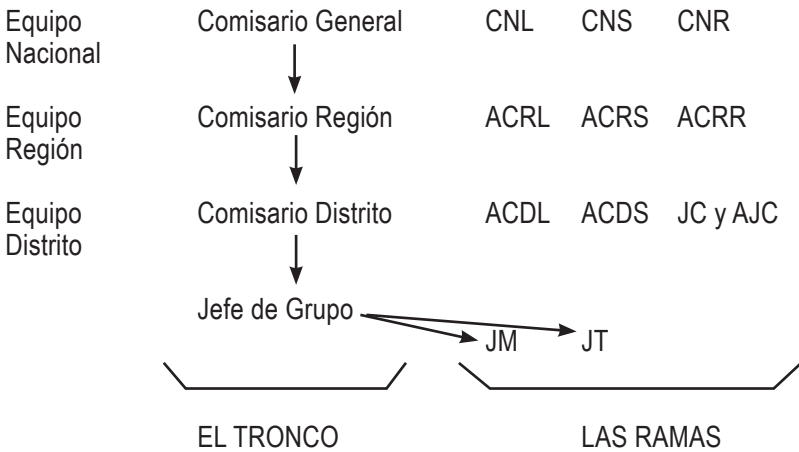 Equipo Nacional Comisario General CNL CNS CNR
Equipo Región Comisario Región ACRL ACRS ACRR
Equipo Distrito Comisario Distrito ACDL ACDS JC y AJC
Jefe de Grupo
JM JT
EL TRONCO LAS RAMAS